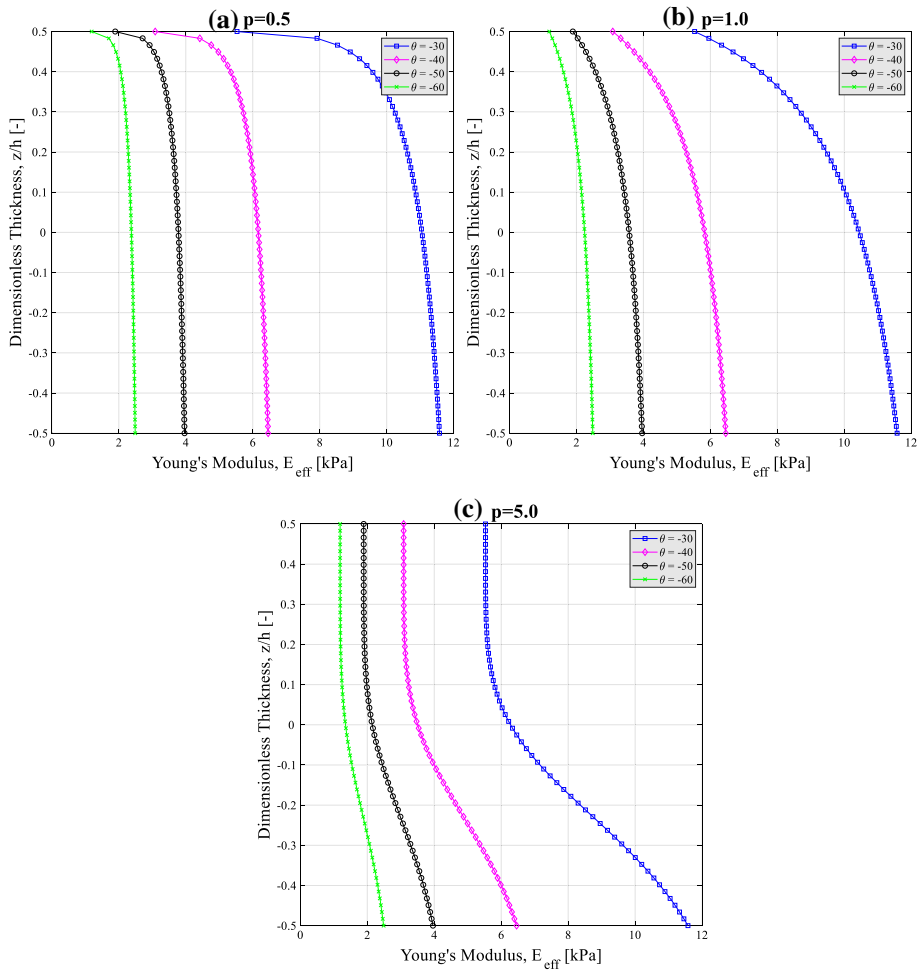 (a) p=0.5
0.5
0.4
0.3
0.2
0.1
0
-0.1
-0.2
-0.3
-0.4
-0.5
Dimensionless Thickness, z/h [-]
0 2 4 6 8 10 12
Young's Modulus, E_eff [kPa]
θ = -30
θ = -40
θ = -50
θ = -60
(b) p=1.0
0.5
0.4
0.3
0.2
0.1
0
-0.1
-0.2
-0.3
-0.4
-0.5
Dimensionless Thickness, z/h [-]
0 2 4 6 8 10 12
Young's Modulus, E_eff [kPa]
θ = -30
θ = -40
θ = -50
θ = -60
(c) p=5.0
0.5
0.4
0.3
0.2
0.1
0
-0.1
-0.2
-0.3
-0.4
-0.5
Dimensionless Thickness, z/h [-]
0 2 4 6 8 10 12
Young's Modulus, E_eff [kPa]
θ = -30
θ = -40
θ = -50
θ = -60